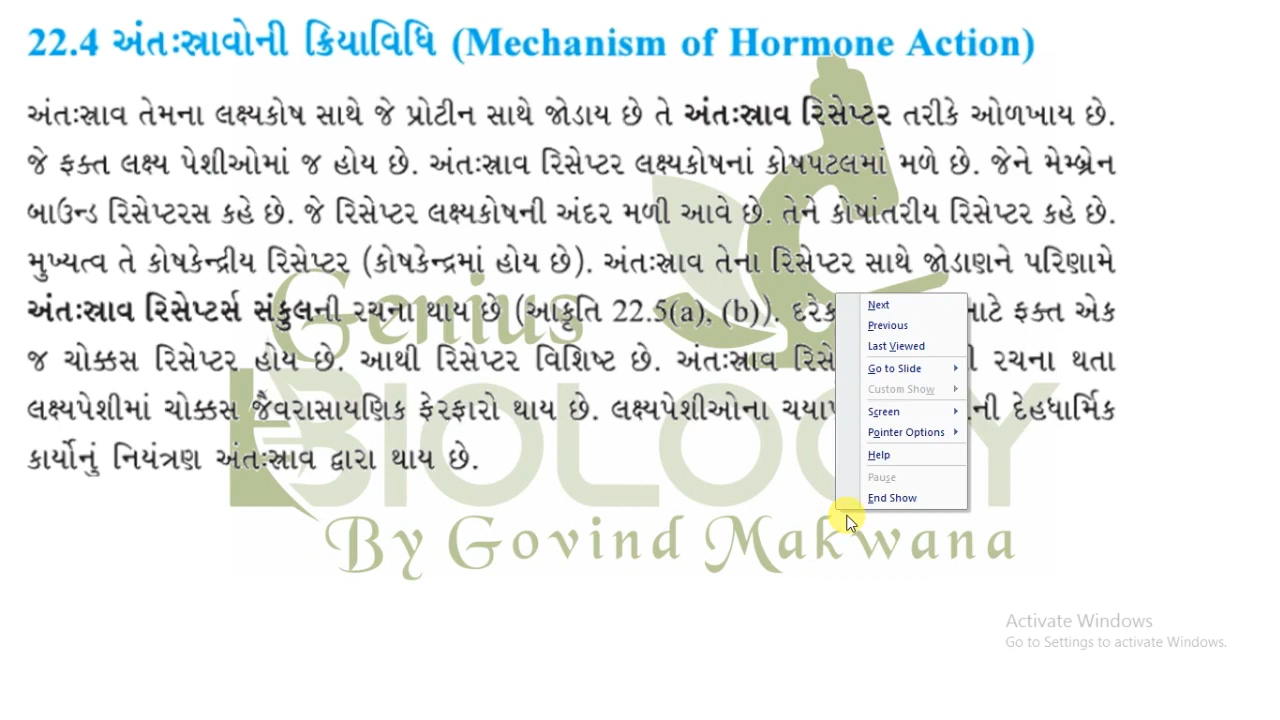 22.4 અંતઃસ્રાવોની ક્રિયાવિધિ (Mechanism of Hormone Action)
અંતઃસ્રાવ તેમના લક્ષ્યકોષ સાથે જે પ્રોટીન સાથે જોડાય છે તે અંતઃસ્રાવ રિસેપ્ટર તરીકે ઓળખાય છે.
જે ફક્ત લક્ષ્ય પેશીઓમાં જ હોય છે. અંતઃસ્રાવ રિસેપ્ટર લક્ષ્યકોષનાં કોષપટલમાં મળે છે. જેને મેમ્બ્રેન
બાઉન્ડ રિસેપ્ટરસ કહે છે. જે રિસેપ્ટર લક્ષ્યકોષની અંદર મળી આવે છે. તેને કોષાંતરીય રિસેપ્ટર કહે છે.
મુખ્યત્વ તે કોષકેન્દ્રીય રિસેપ્ટર (કોષકેન્દ્રમાં હોય છે). અંતઃસ્રાવ તેના રિસેપ્ટર સાથે જોડાણને પરિણામે
અંતઃસ્રાવ રિસેપ્ટર્સ સંકુલની રચના થાય છે (આકૃતિ 22.5(a), (b)). ફક્ત એક
જ ચોક્કસ રિસેપ્ટર હોય છે. આથી રિસેપ્ટર વિશિષ્ટ છે. અંતઃસ્રાવ રચના થતા
લક્ષ્યપેશીમાં ચોક્કસ જૈવરાસાયણિક ફેરફારો થાય છે. લક્ષ્યપેશીઓના દેહધાર્મિક
કાર્યોનું નિયંત્રણ અંતઃસ્રાવ દ્વારા થાય છે.
Next
Previous
Last Viewed
Go to Slide
Custom Show
Screen
Pointer Options
Help
Pause
End Show
Genius
BIOLOGY
By Govind Makwana
Activate Windows
Go to Settings to activate Windows.